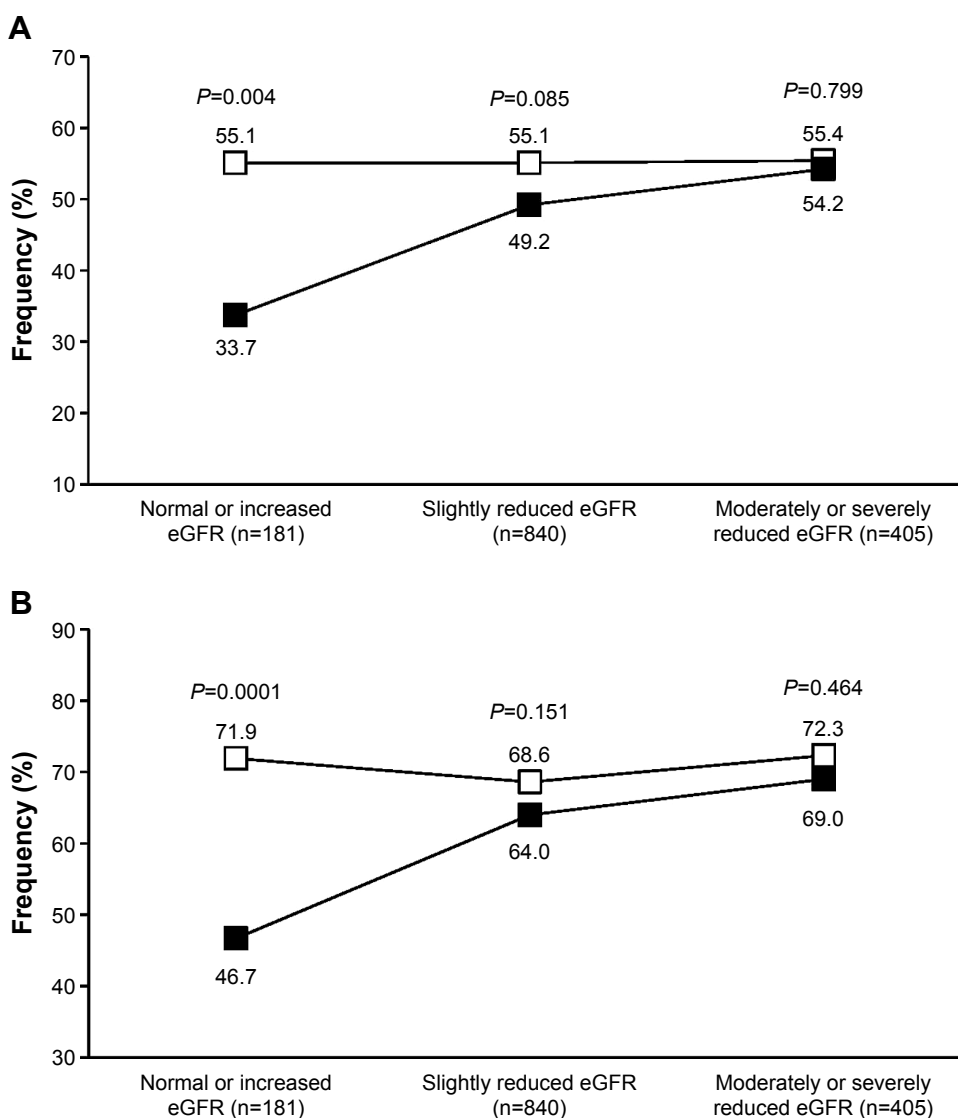 A
70
60
50
40
30
20
10
Frequency (%)
P=0.004
P=0.085
P=0.799
55.1
55.1
55.4
33.7
49.2
54.2
Normal or increased
eGFR (n=181)
Slightly reduced eGFR
(n=840)
Moderately or severely
reduced eGFR (n=405)
B
90
80
70
60
50
40
30
Frequency (%)
P=0.0001
P=0.151
P=0.464
71.9
68.6
72.3
46.7
64.0
69.0
Normal or increased
eGFR (n=181)
Slightly reduced eGFR
(n=840)
Moderately or severely
reduced eGFR (n=405)